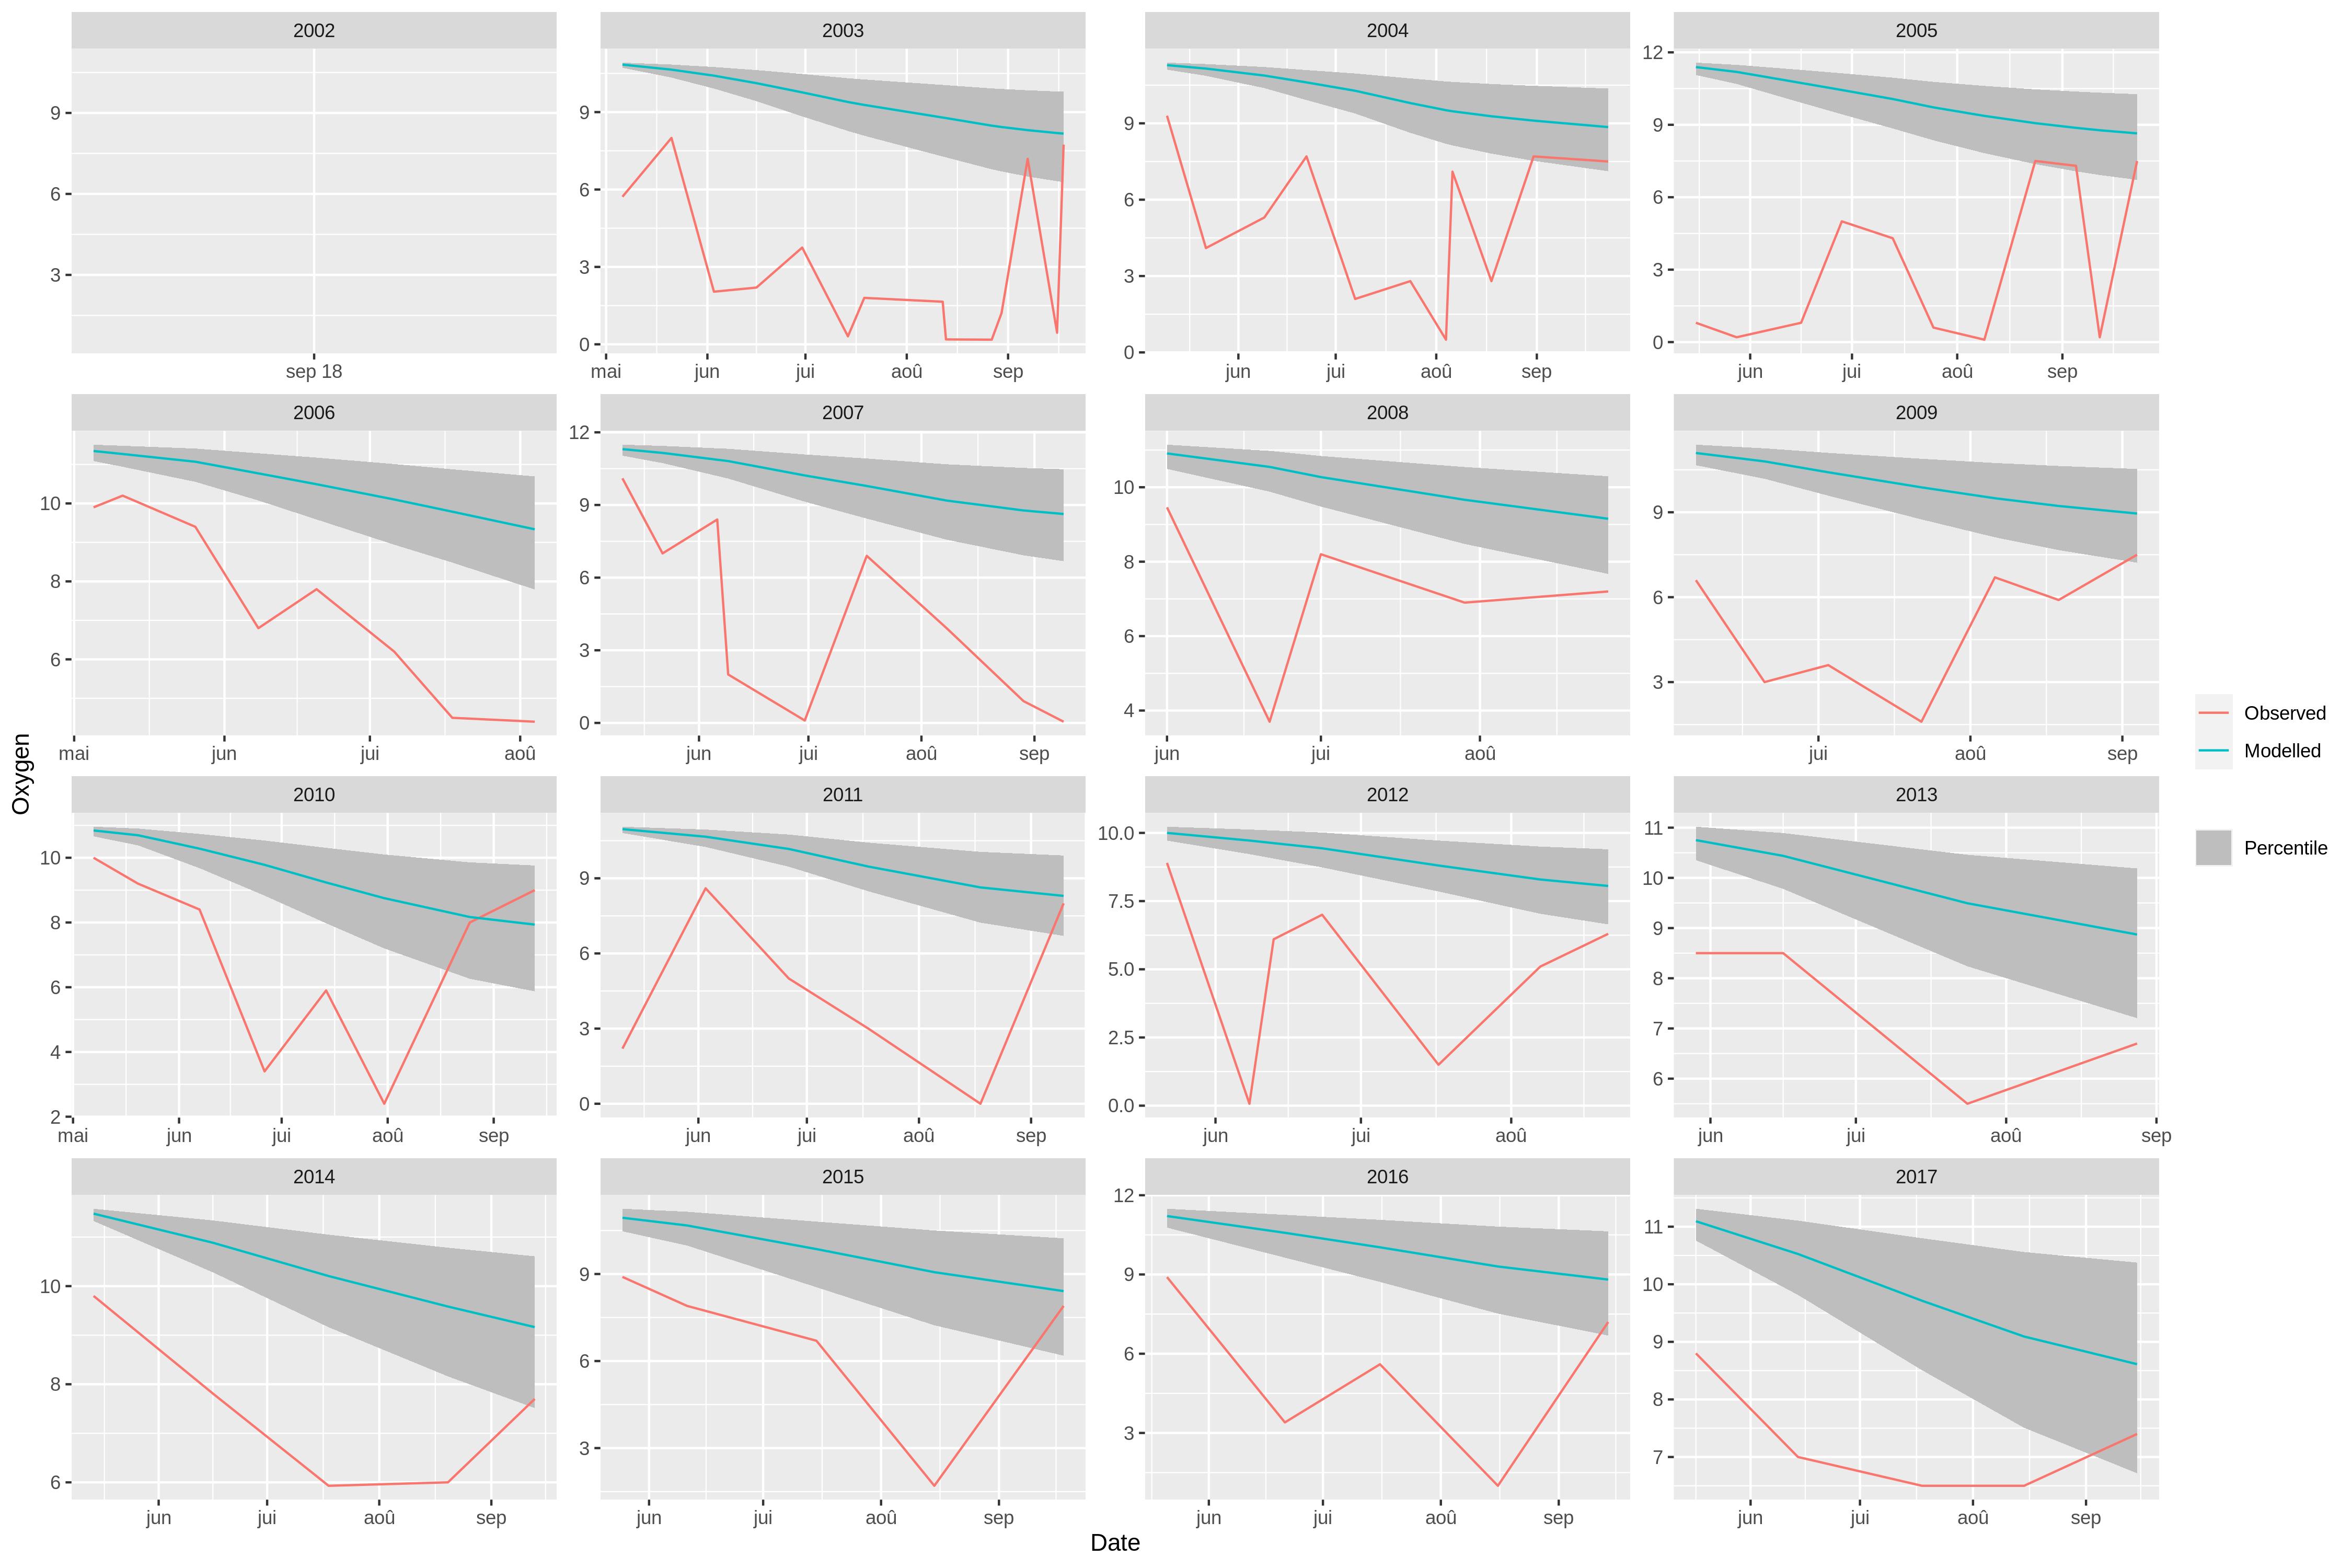 2002 2003 2004 2005
12
9 9 9 9
6 6 6 6
3 3 3 3
0 0 0
sep 18 mai jun jui aoû sep jun jui aoû sep jun jui aoû sep
2006 2007 2008 2009
12
10 9 10 9
8 6 8 6
6 3 6 3
0 4
mai jun jui aoû jun jui aoû sep jun jui aoû jui aoû sep
Oxygen
Observed
Modelled
Percentile
2010 2011 2012 2013
10 9 10.0 11
8 6 7.5 10
6 3 5.0 9
4 0 2.5 8
2 0.0 7
6
mai jun jui aoû sep jun jui aoû sep jun jui aoû jun jui aoû sep
2014 2015 2016 2017
10 9 12 11
8 6 9 10
6 3 6 9
3 8
7
jun jui aoû sep jun jui aoû sep jun jui aoû sep jun jui aoû sep
Date